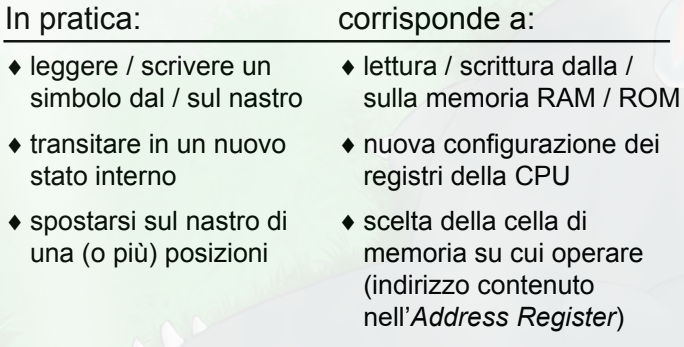 In pratica:
corrisponde a:
♦ leggere / scrivere un
simbolo dal / sul nastro
♦ lettura / scrittura dalla /
sulla memoria RAM / ROM
♦ transitare in un nuovo
stato interno
♦ nuova configurazione dei
registri della CPU
♦ spostarsi sul nastro di
una (o più) posizioni
♦ scelta della cella di
memoria su cui operare
(indirizzo contenuto
nell’Address Register)